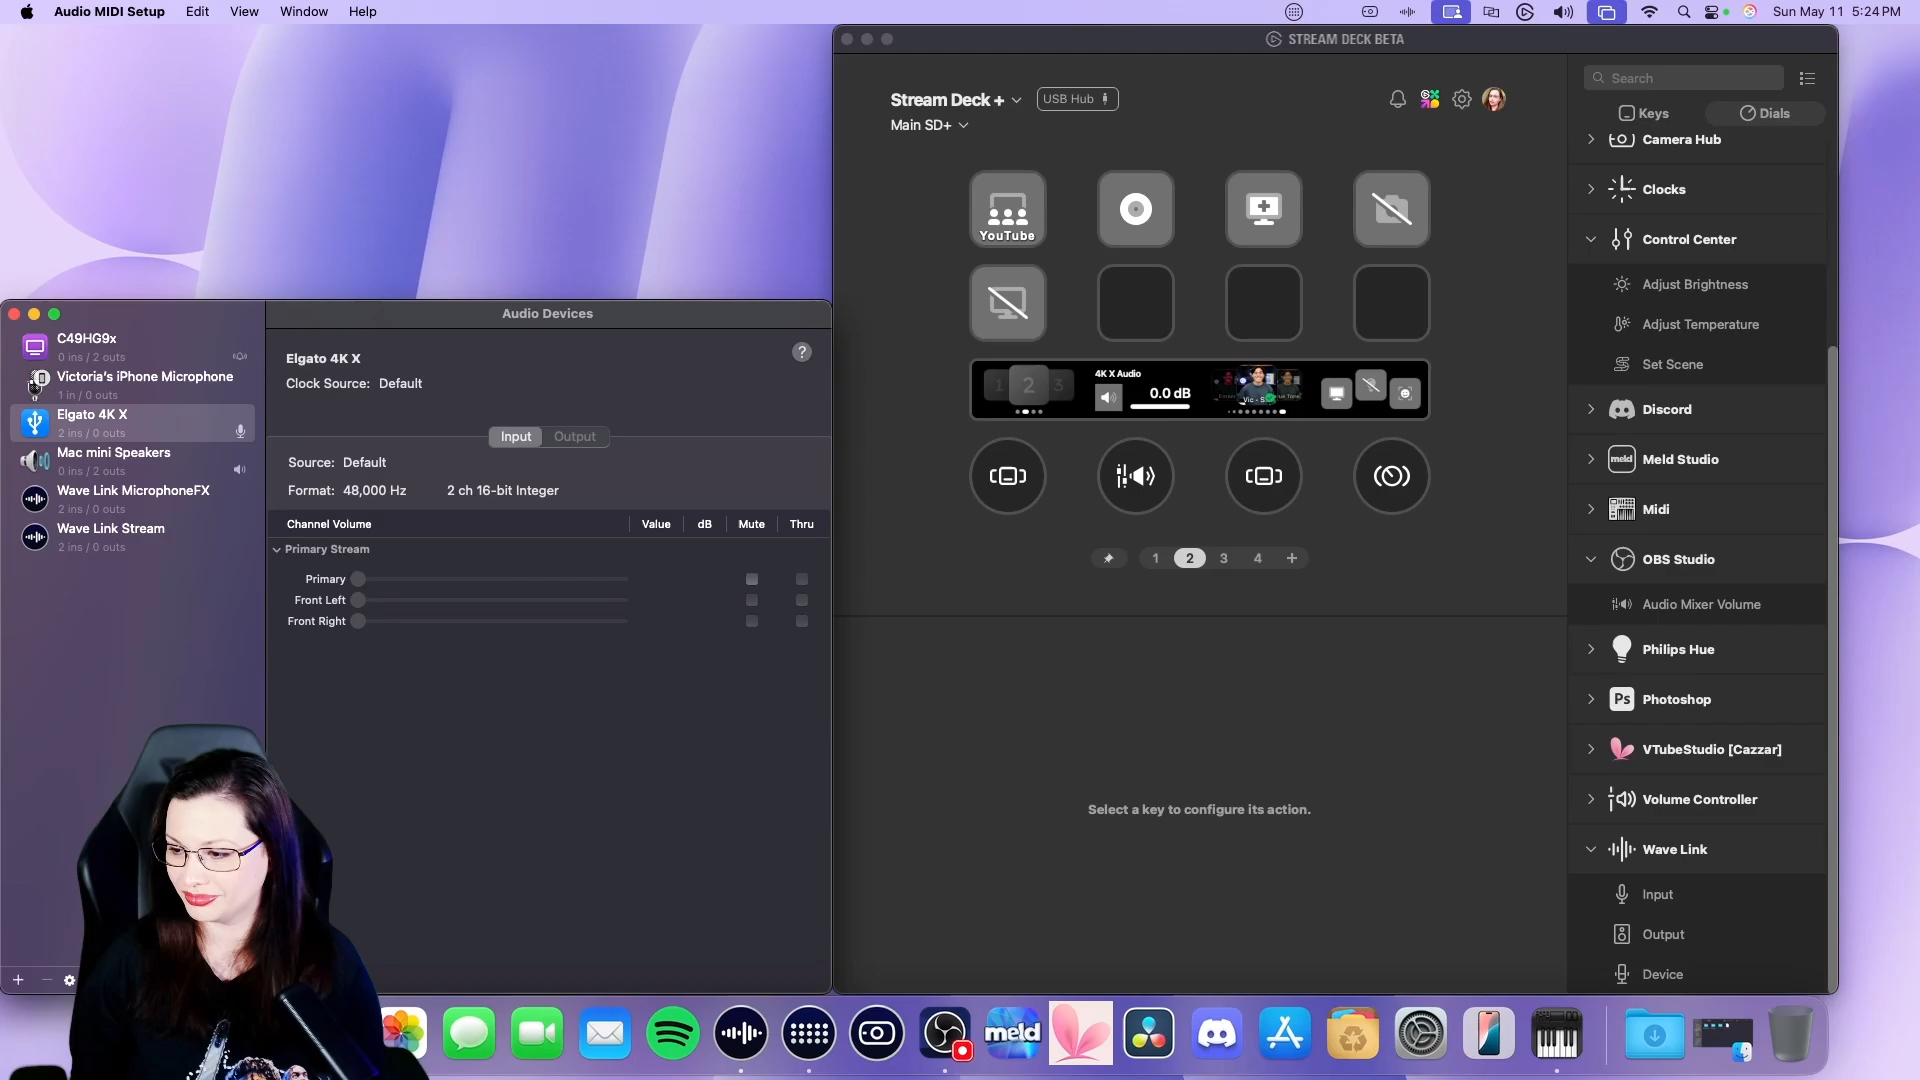 Audio MIDI Setup Edit View Window Help
Sun May 11 5:24 PM
STREAM DECK BETA
Stream Deck +
USB Hub
Main SD+
YouTube
1 2 3
4K X Audio
0.0 dB
Vic - S
1 2 3 4 +
Select a key to configure its action.
Search
Keys
Dials
Camera Hub
Clocks
Control Center
Adjust Brightness
Adjust Temperature
Set Scene
Discord
meld
Meld Studio
Midi
OBS Studio
Audio Mixer Volume
Philips Hue
Ps
Photoshop
VTubeStudio [Cazzar]
Volume Controller
Wave Link
Input
Output
Device
Audio Devices
C49HG9x
0 ins / 2 outs
Victoria's iPhone Microphone
1 in / 0 outs
Elgato 4K X
2 ins / 0 outs
Mac mini Speakers
0 ins / 2 outs
Wave Link MicrophoneFX
2 ins / 0 outs
Wave Link Stream
2 ins / 0 outs
Elgato 4K X
?
Clock Source: Default
Input Output
Source: Default
Format: 48,000 Hz 2 ch 16-bit Integer
Channel Volume Value dB Mute Thru
Primary Stream
Primary
Front Left
Front Right
meld